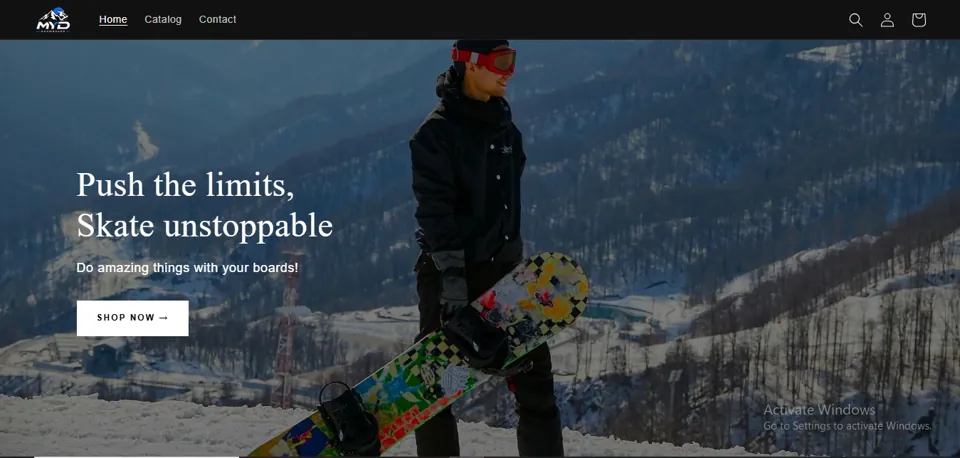 MYD
Home
Catalog
Contact
Push the limits,
Skate unstoppable
Do amazing things with your boards!
SHOP NOW →
Activate Windows
Go to Settings to activate Windows.